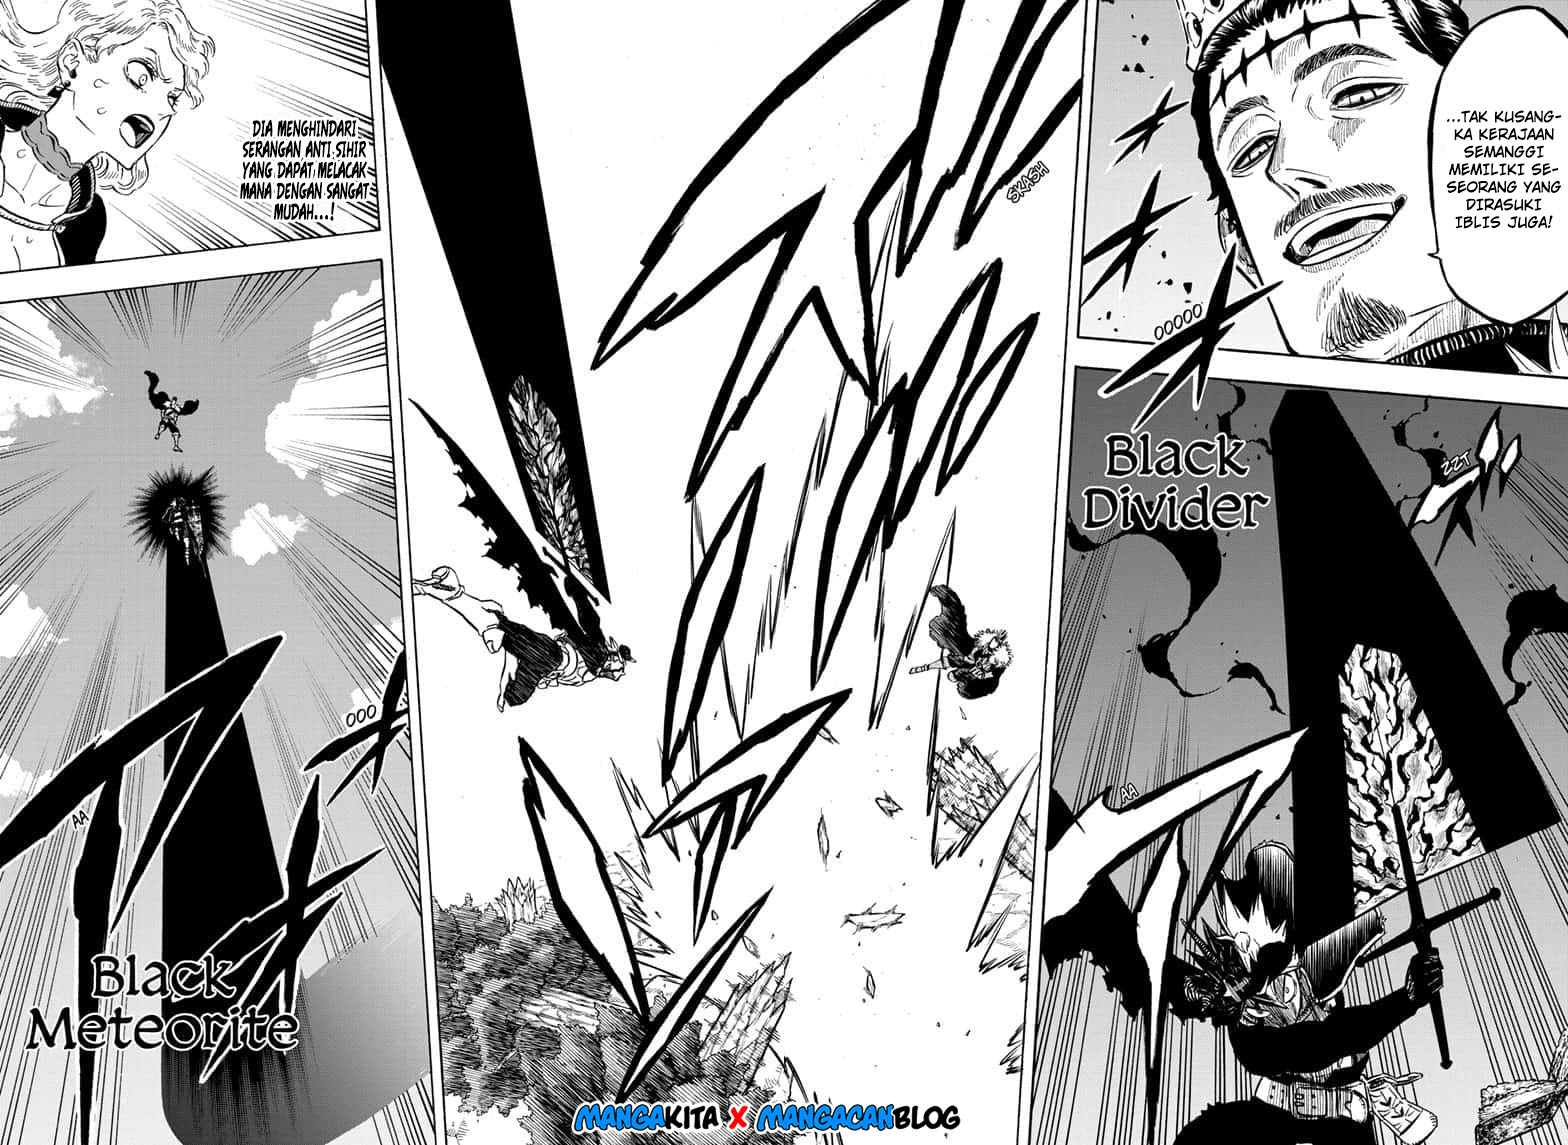 ...TAK KUSANG-
KA KERAJAAN
SEMANGGI
MEMILIKI SE-
SEORANG YANG
DIRASUKI
IBLIS JUGA!
OOOOO
Black
Divider
ZZT
AA
SKASH
DIA MENGHINDARI
SERANGAN ANTI SIHIR
YANG DAPAT MELACAK
MANA DENGAN SANGAT
MUDAH...!
OOO
AA
Black
Meteorite
MANGAKITA X MANGACANBLOG